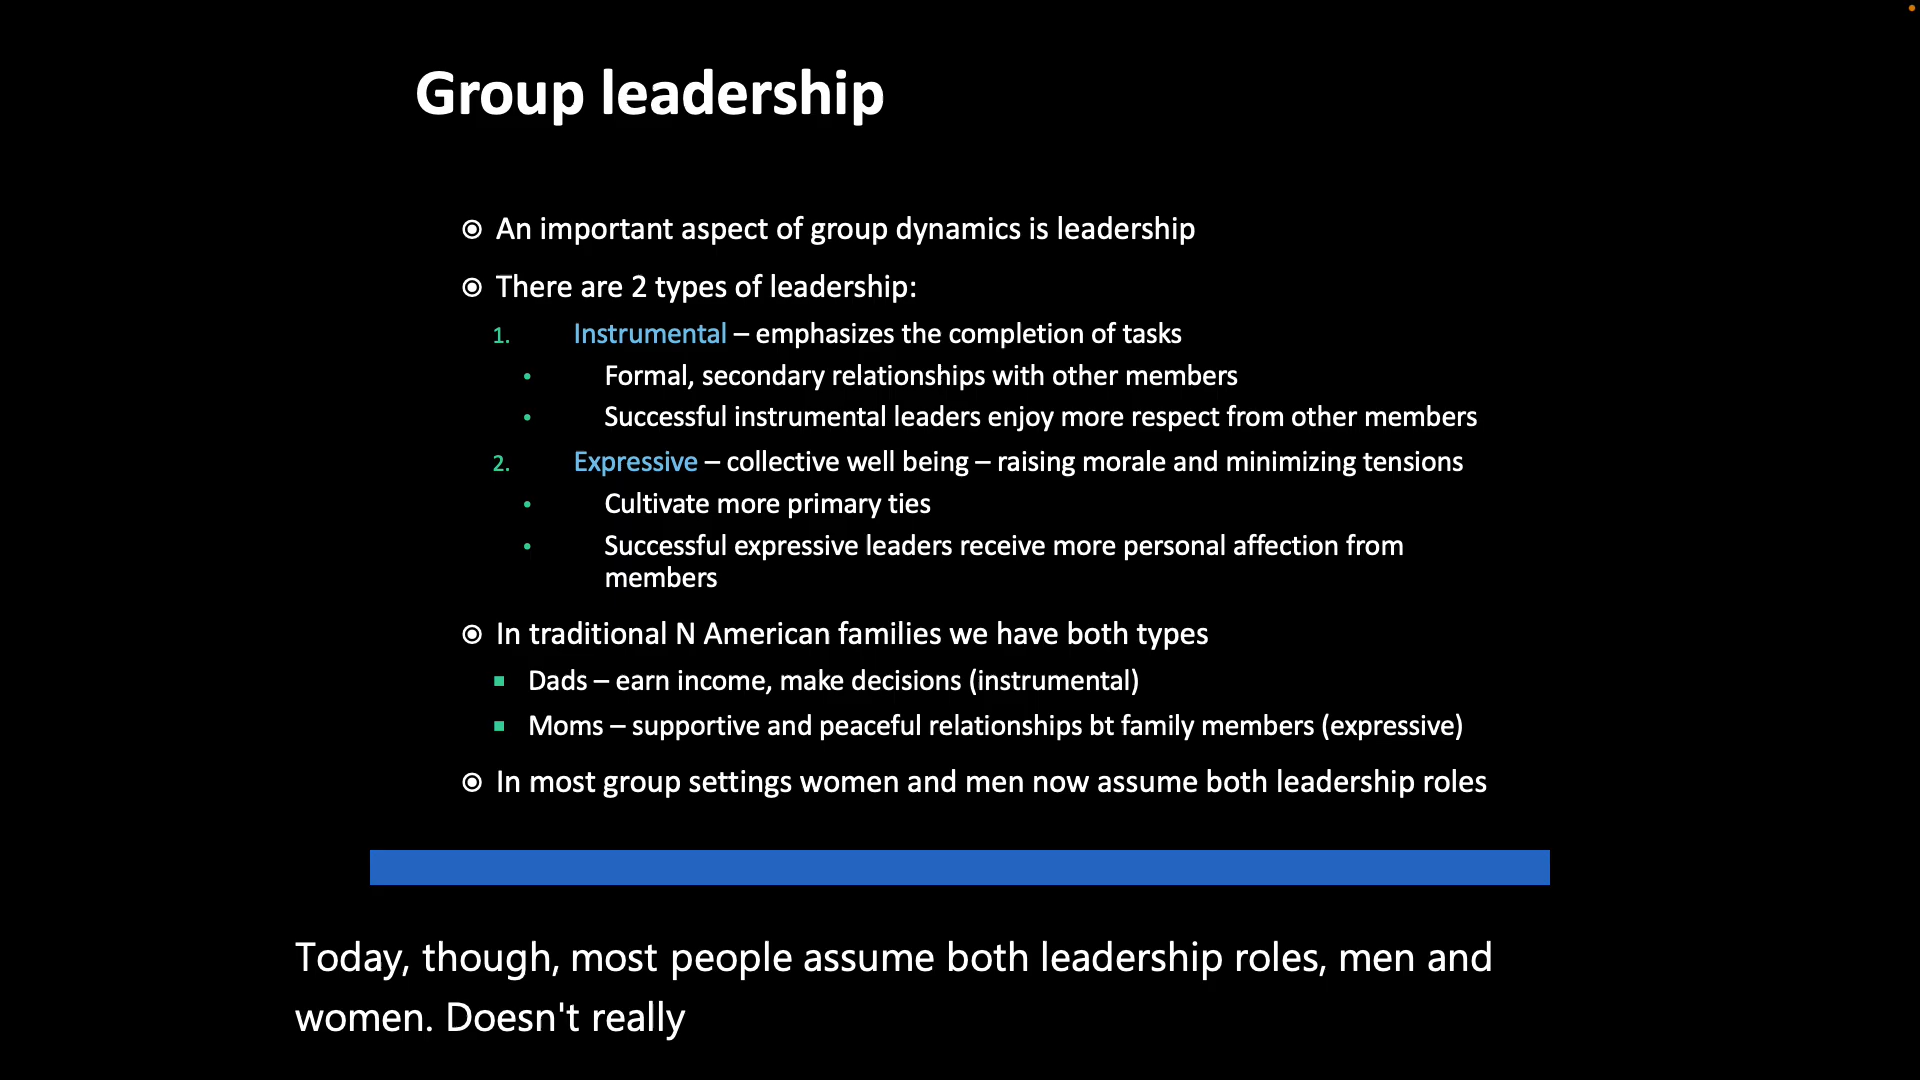 Group leadership
An important aspect of group dynamics is leadership
There are 2 types of leadership:
1. Instrumental – emphasizes the completion of tasks
• Formal, secondary relationships with other members
• Successful instrumental leaders enjoy more respect from other members
2. Expressive – collective well being – raising morale and minimizing tensions
• Cultivate more primary ties
• Successful expressive leaders receive more personal affection from
members
In traditional N American families we have both types
Dads – earn income, make decisions (instrumental)
Moms – supportive and peaceful relationships bt family members (expressive)
In most group settings women and men now assume both leadership roles
Today, though, most people assume both leadership roles, men and
women. Doesn't really